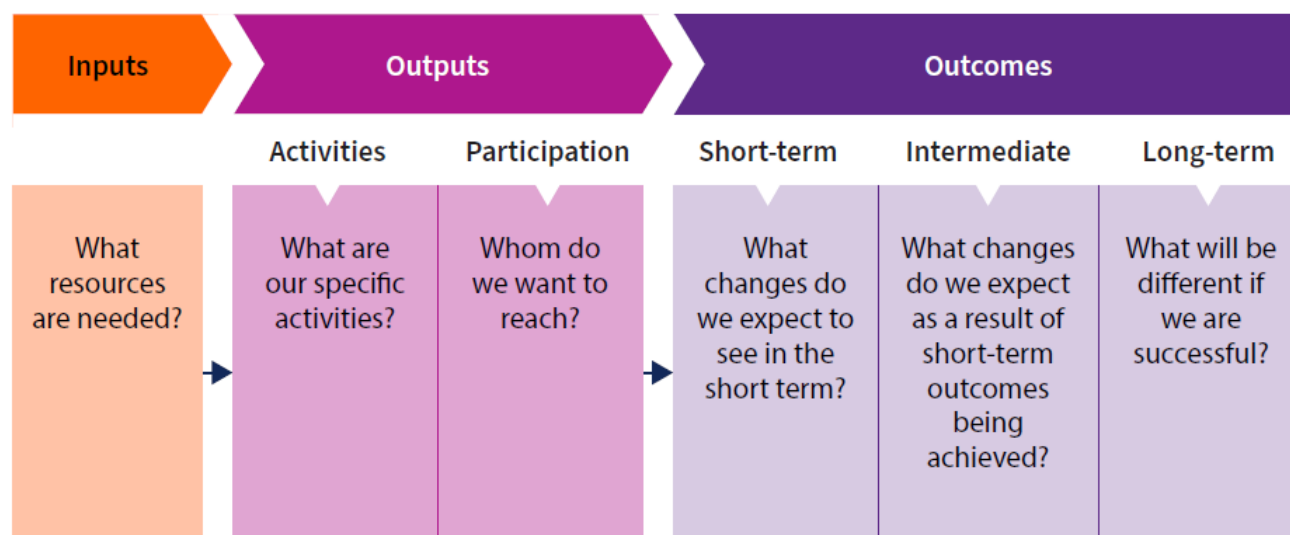 Inputs
Outputs
Outcomes
Activities
Participation
Short-term
Intermediate
Long-term
What
resources
are needed?
What are
our specific
activities?
Whom do
we want to
reach?
What
changes do
we expect to
see in the
short term?
What changes
do we expect
as a result of
short-term
outcomes
being
achieved?
What will be
different if
we are
successful?